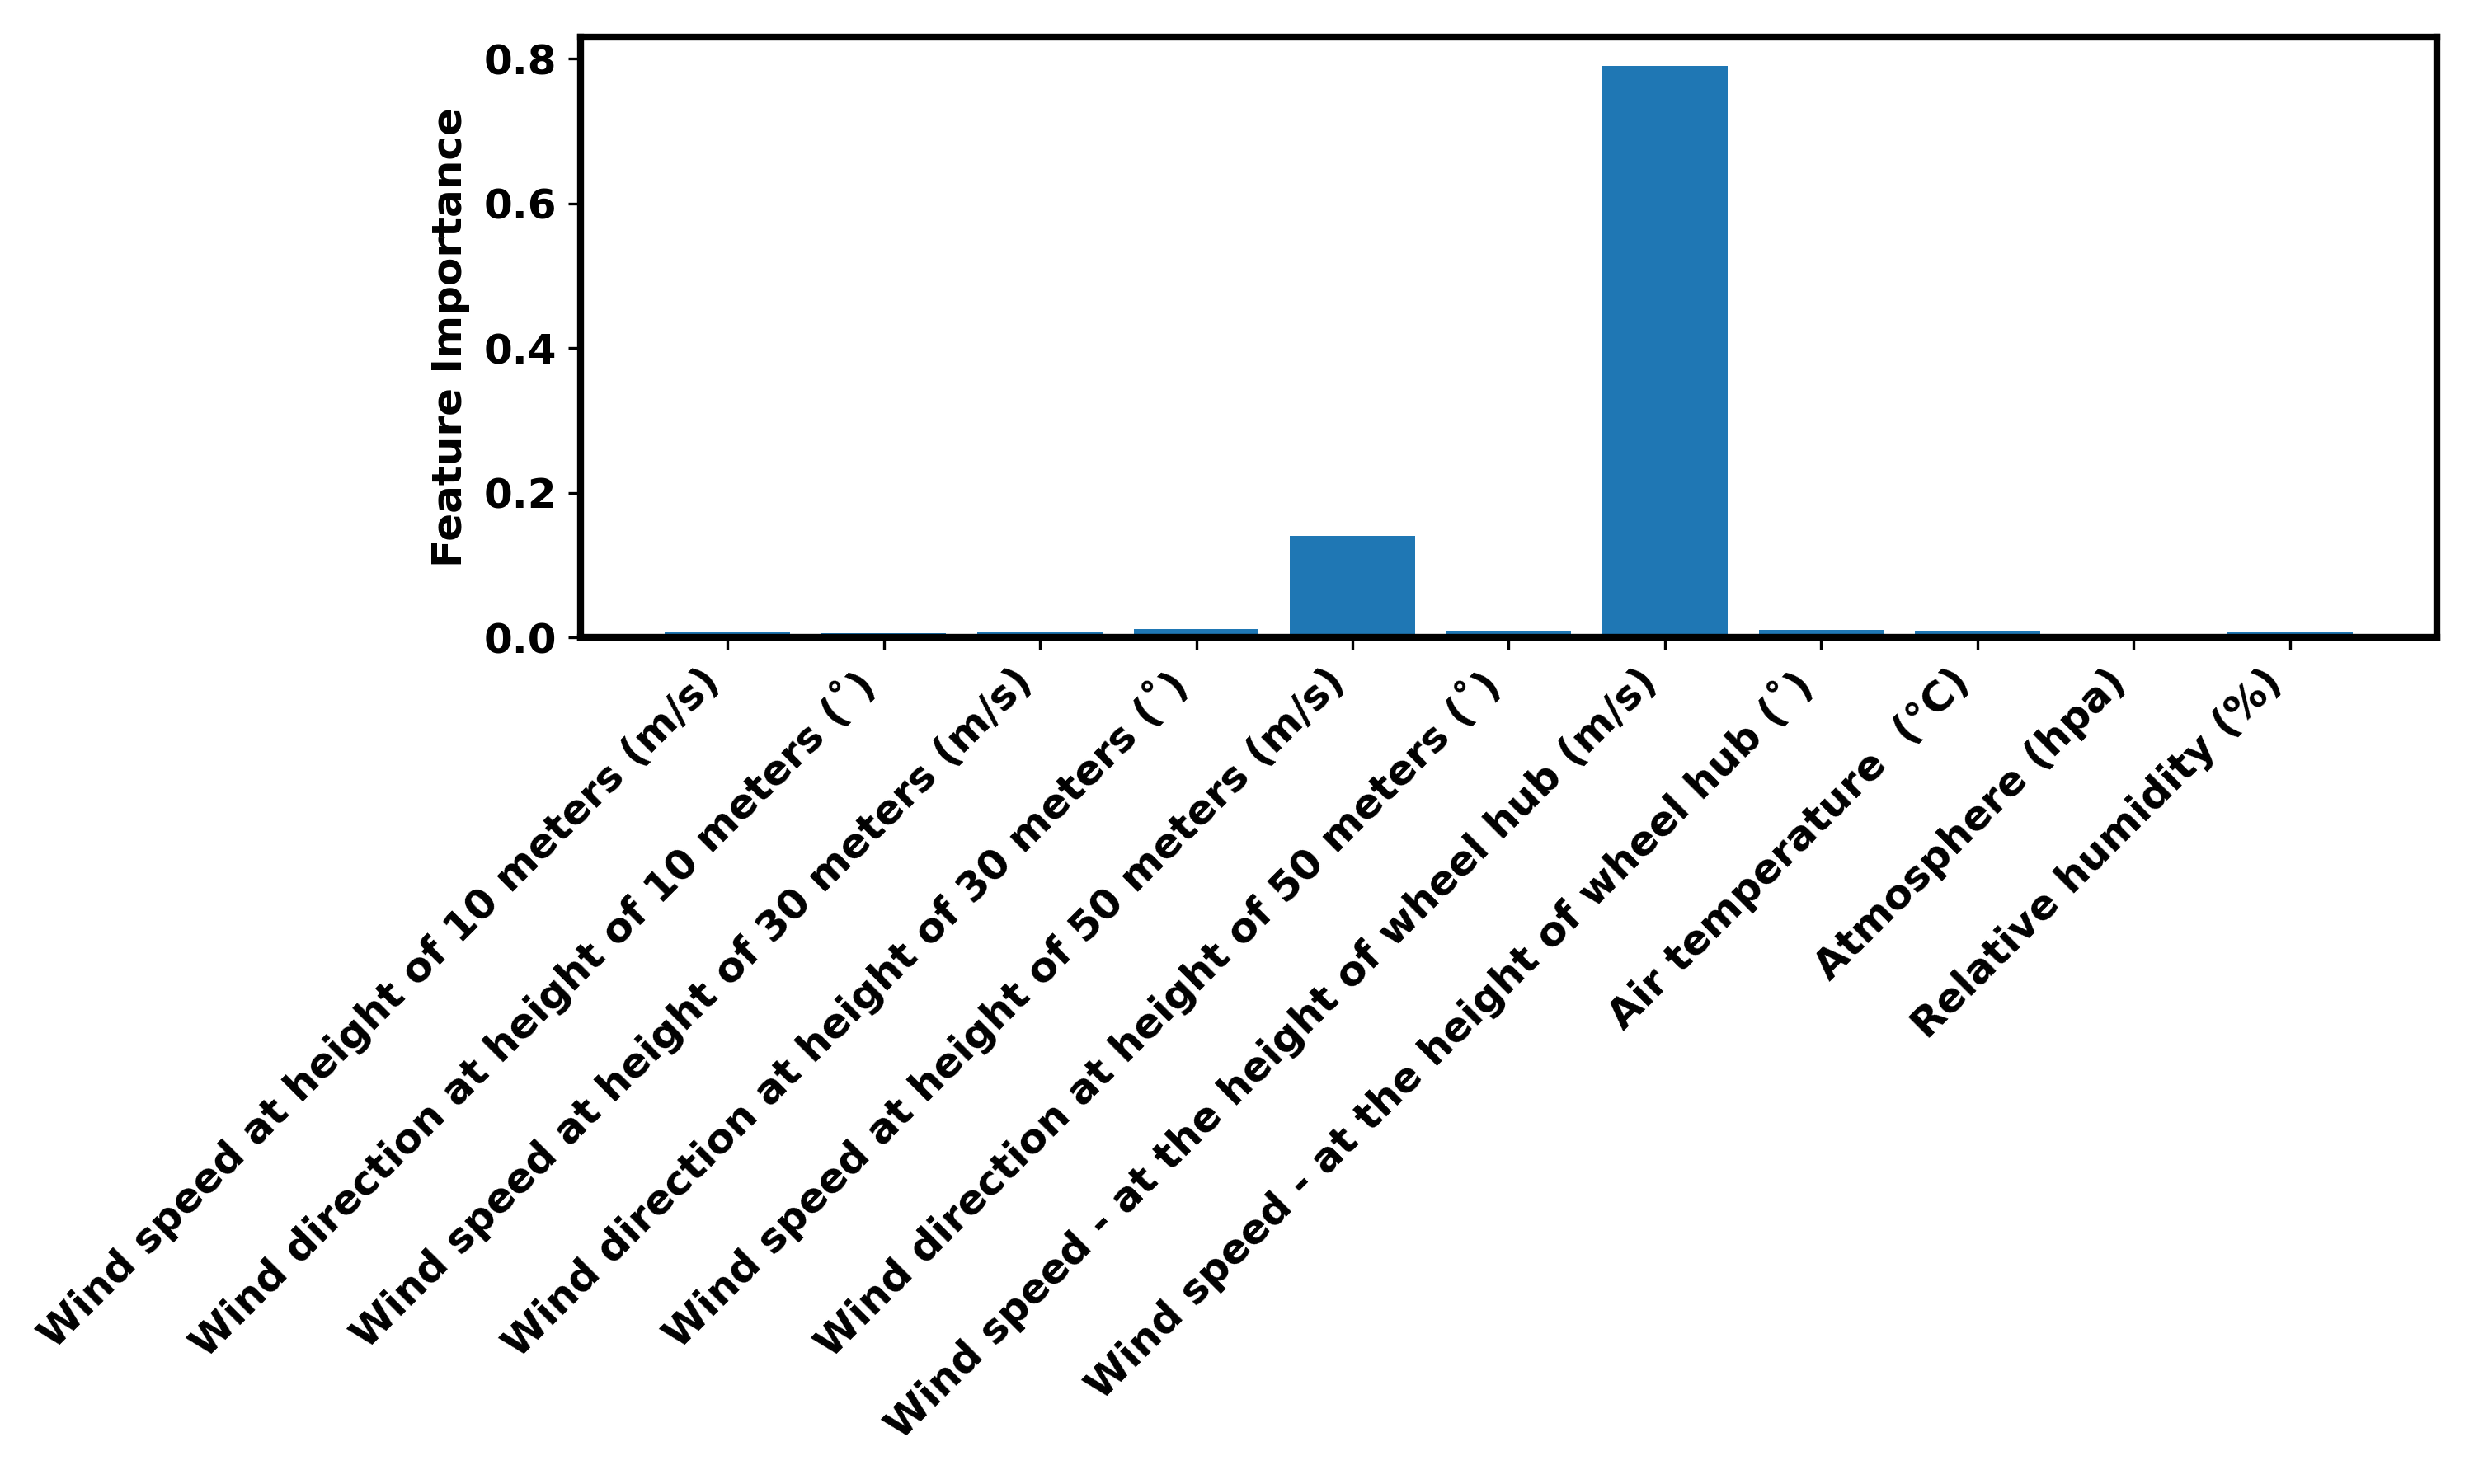 Feature Importance
0.8
0.6
0.4
0.2
0.0
Wind speed at height of 10 meters (m/s)
Wind direction at height of 10 meters (°)
Wind speed at height of 30 meters (m/s)
Wind direction at height of 30 meters (°)
Wind speed at height of 50 meters (m/s)
Wind direction at height of 50 meters (°)
Wind speed - at the height of wheel hub (m/s)
Wind speed - at the height of wheel hub (°)
Air temperature (°C)
Atmosphere (hpa)
Relative humidity (%)